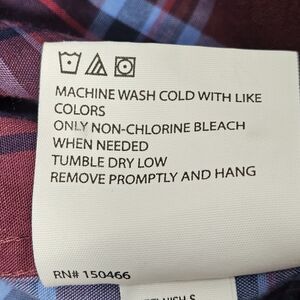 MACHINE WASH COLD WITH LIKE
COLORS
ONLY NON-CHLORINE BLEACH
WHEN NEEDED
TUMBLE DRY LOW
REMOVE PROMPTLY AND HANG
RN# 150466